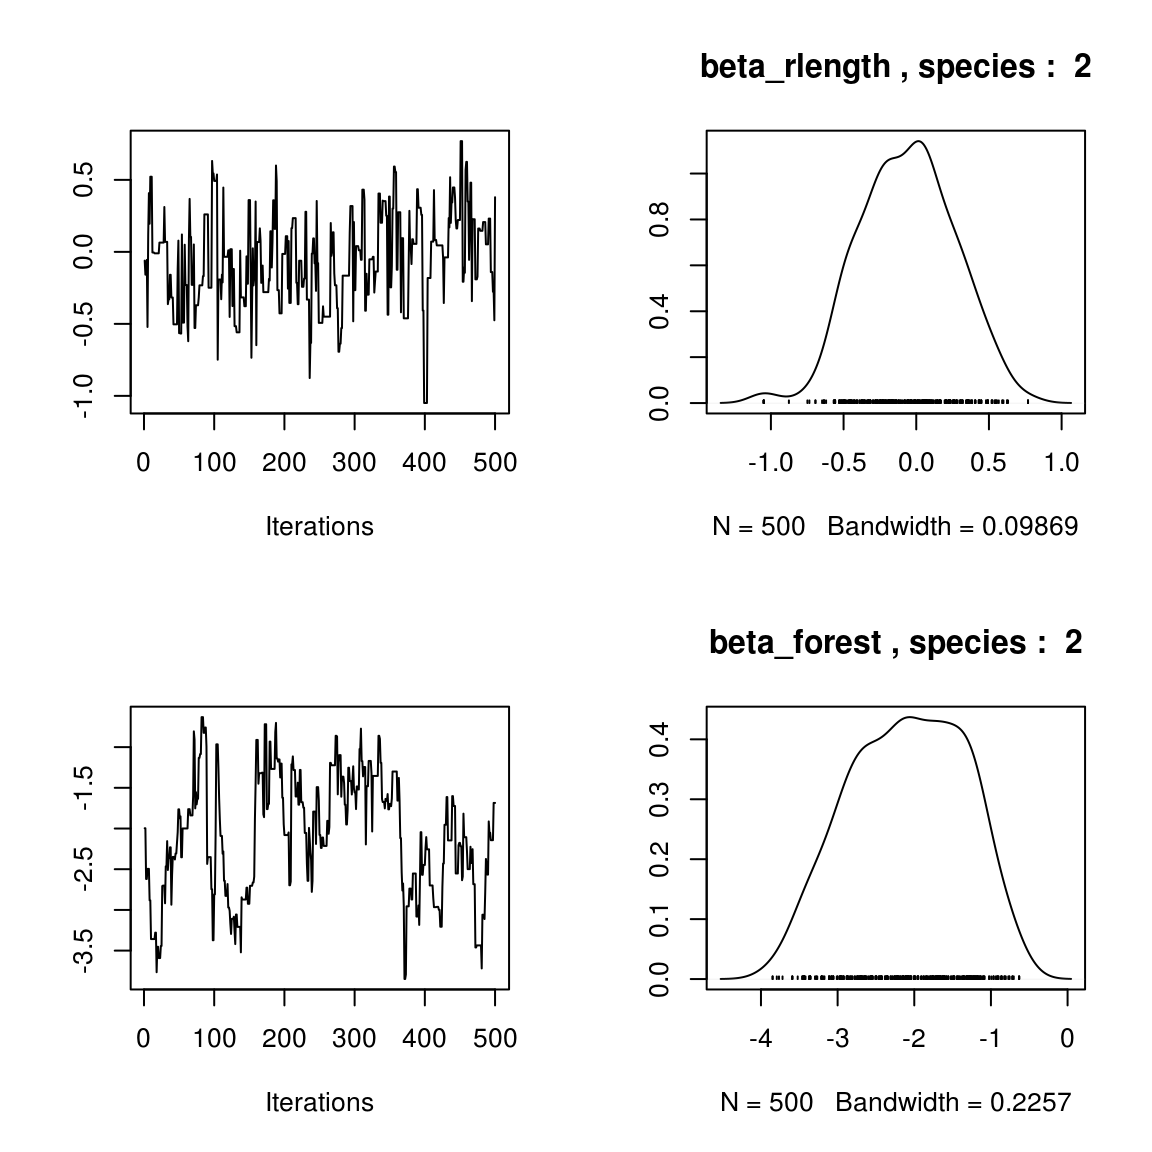 beta_rlength , species :  2
0.5
0.0
-0.5
-1.0
0 100 200 300 400 500
Iterations
0.8
0.4
0.0
-1.0 -0.5 0.0 0.5 1.0
N = 500   Bandwidth = 0.09869
beta_forest , species :  2
-1.5
-2.5
-3.5
0 100 200 300 400 500
Iterations
0.4
0.3
0.2
0.1
0.0
-4 -3 -2 -1 0
N = 500   Bandwidth = 0.2257